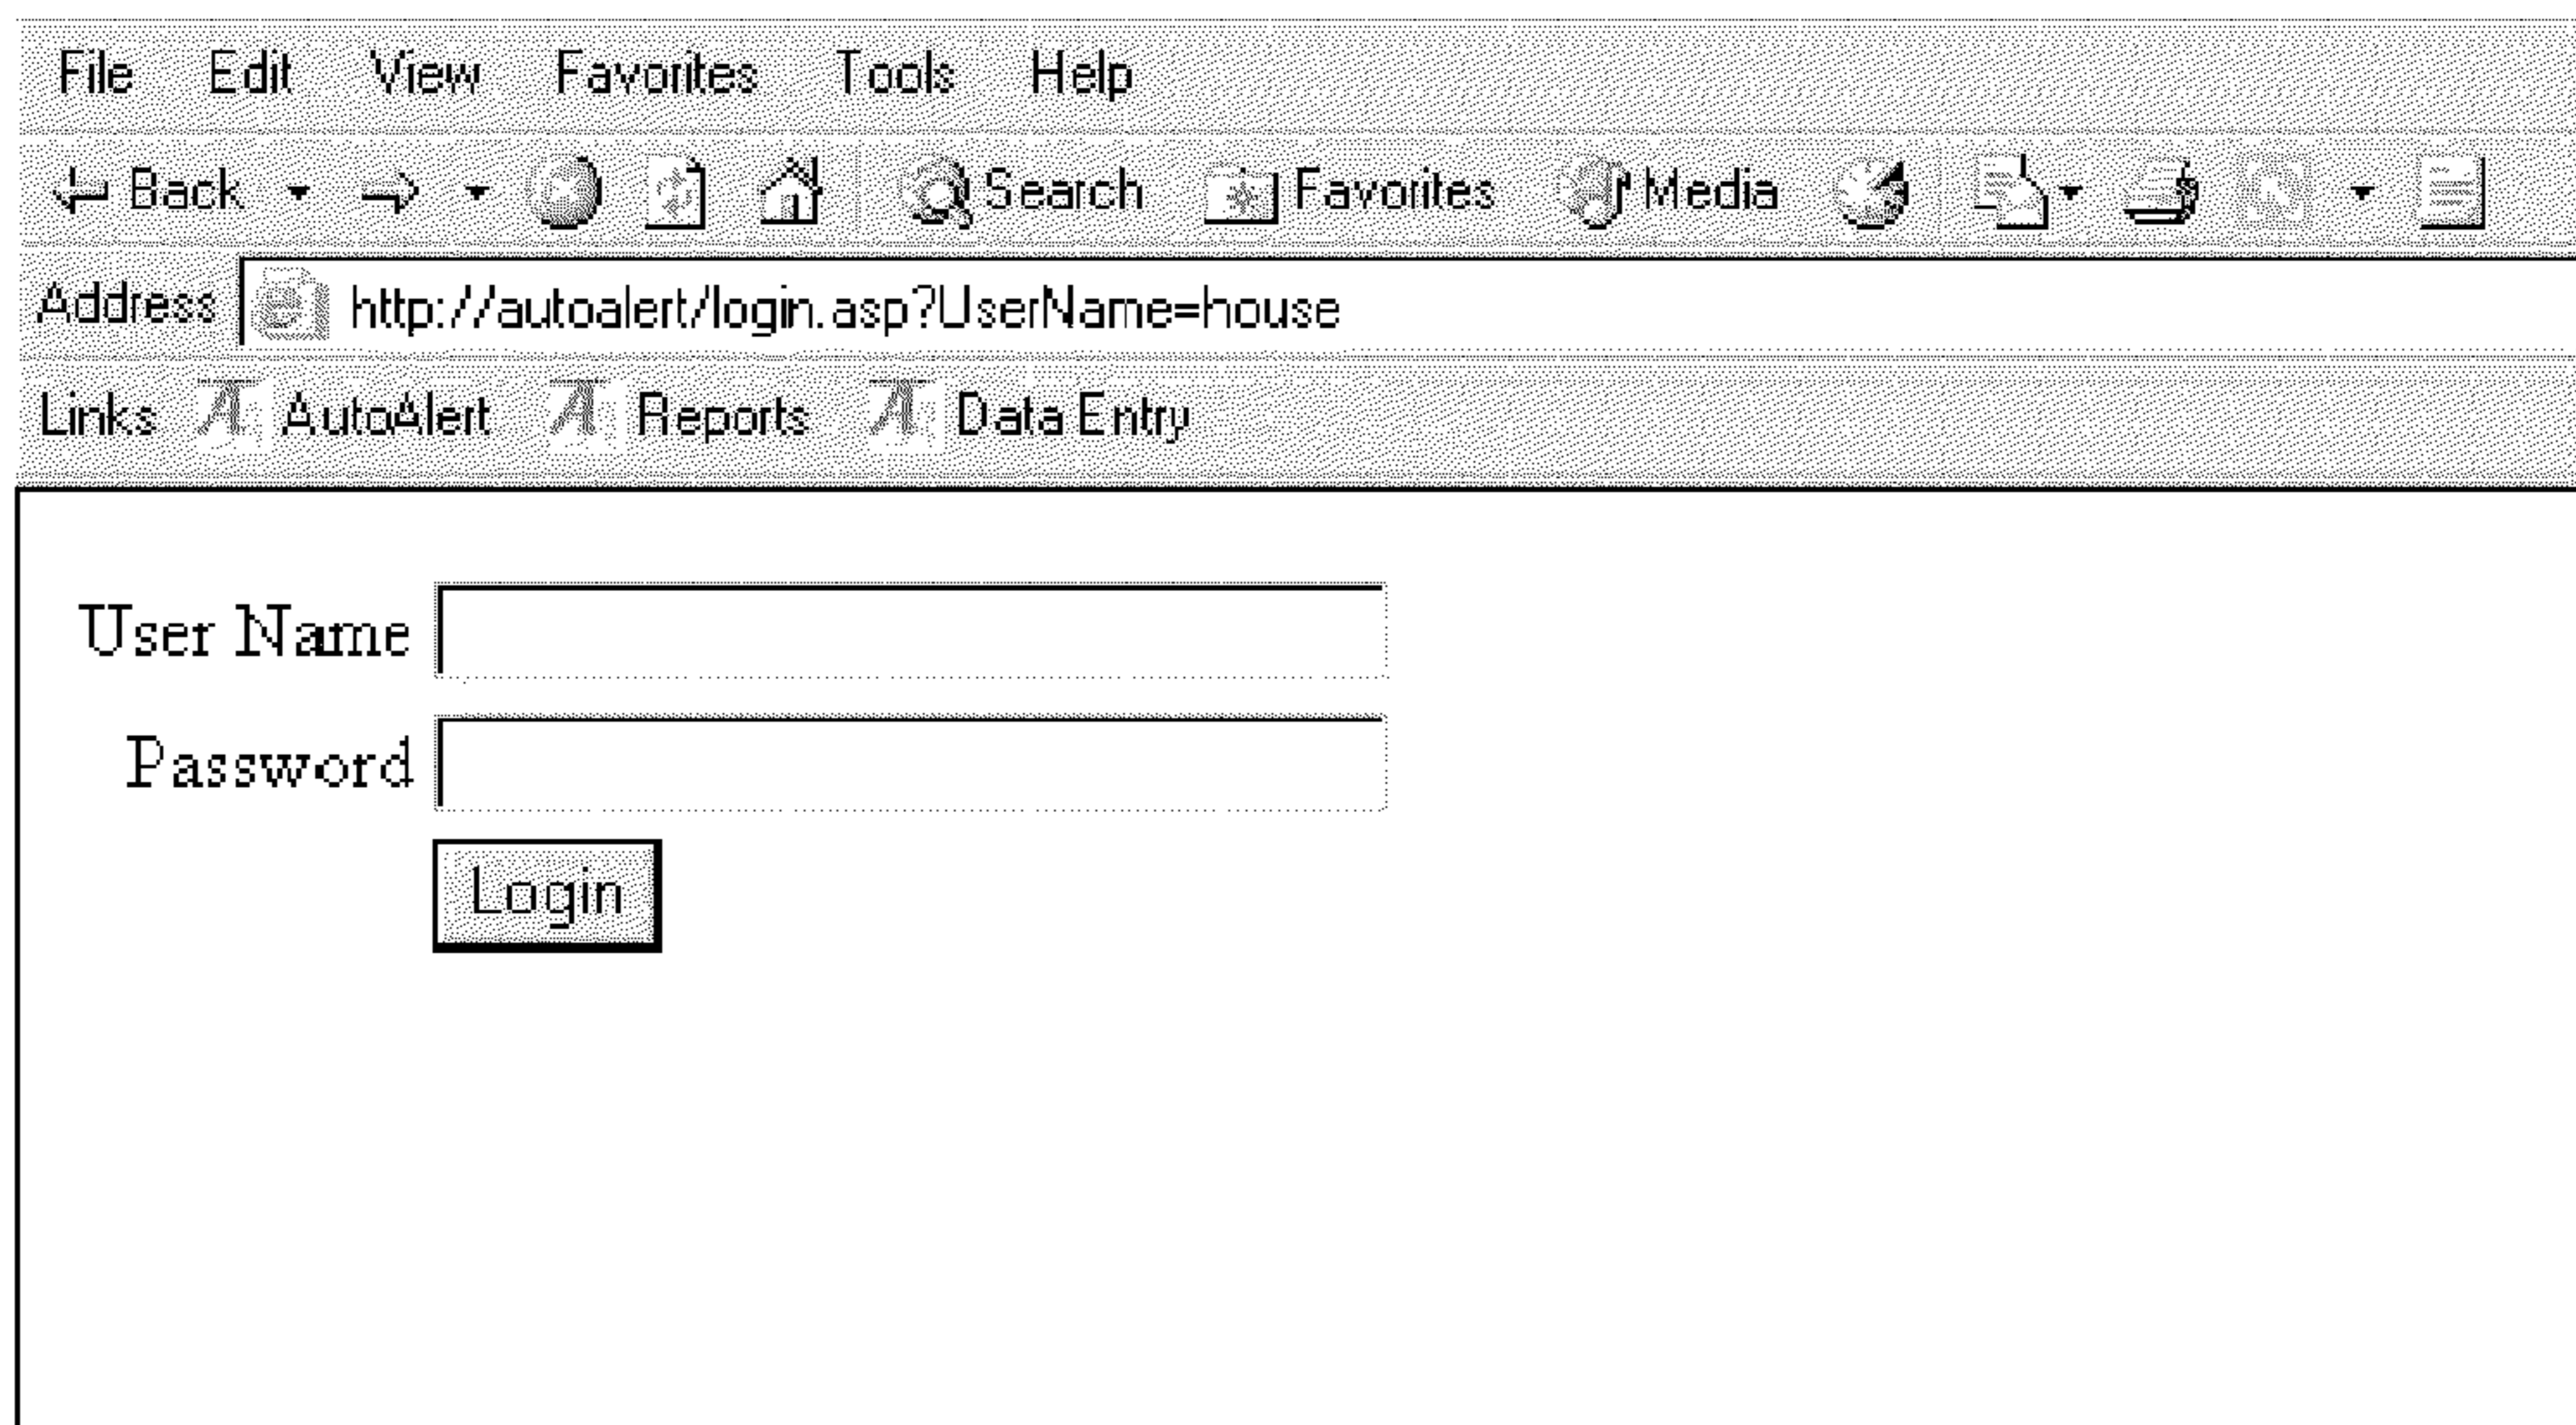 File Edit View Favorites Tools Help
Back Search Favorites Media
Address http://autoalert/login.asp?UserName=house
Links AutoAlert Reports Data Entry
User Name
Password
Login